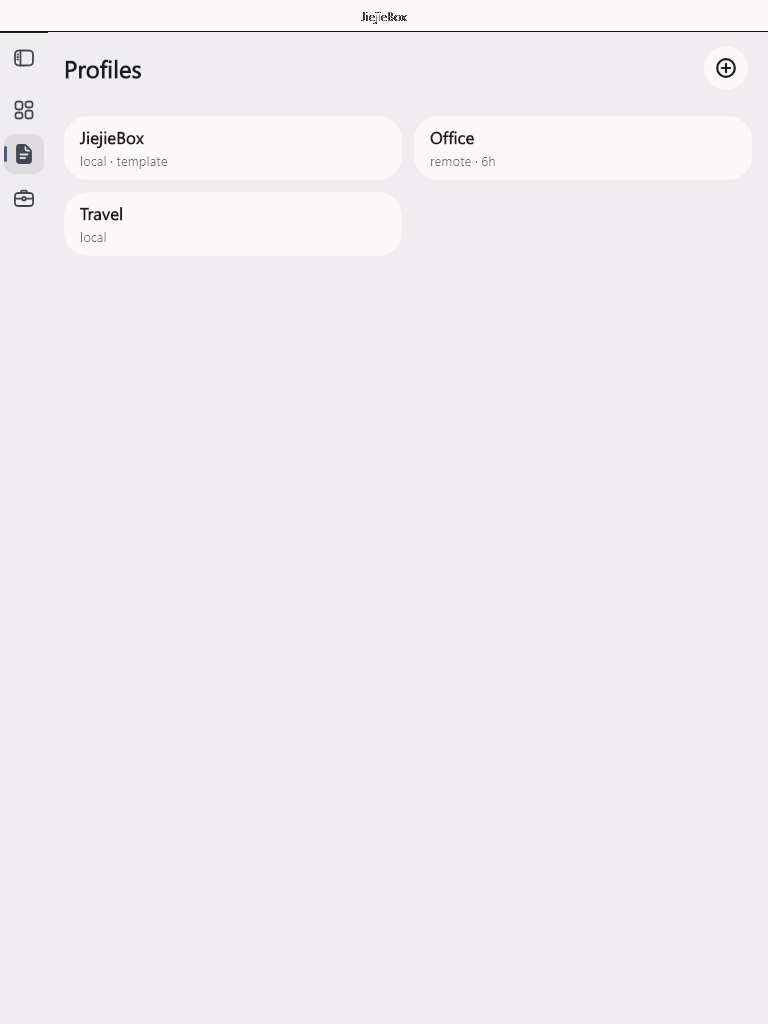 JiejieBox
Profiles
JiejieBox
local · template
Office
remote · 6h
Travel
local